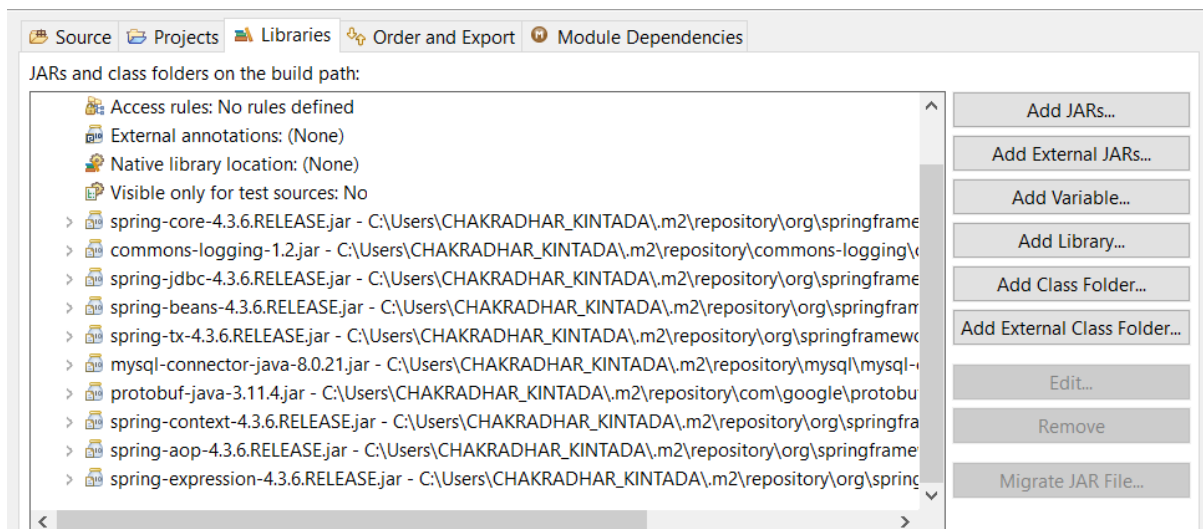 Source Projects Libraries Order and Export Module Dependencies
JARs and class folders on the build path:
Access rules: No rules defined
External annotations: (None)
Native library location: (None)
Visible only for test sources: No
spring-core-4.3.6.RELEASE.jar - C:\Users\CHAKRADHAR_KINTADA\.m2\repository\org\springframe
commons-logging-1.2.jar - C:\Users\CHAKRADHAR_KINTADA\.m2\repository\commons-logging\c
spring-jdbc-4.3.6.RELEASE.jar - C:\Users\CHAKRADHAR_KINTADA\.m2\repository\org\springframe
spring-beans-4.3.6.RELEASE.jar - C:\Users\CHAKRADHAR_KINTADA\.m2\repository\org\springfram
spring-tx-4.3.6.RELEASE.jar - C:\Users\CHAKRADHAR_KINTADA\.m2\repository\org\springframewo
mysql-connector-java-8.0.21.jar - C:\Users\CHAKRADHAR_KINTADA\.m2\repository\mysql\mysql-
protobuf-java-3.11.4.jar - C:\Users\CHAKRADHAR_KINTADA\.m2\repository\com\google\protobu
spring-context-4.3.6.RELEASE.jar - C:\Users\CHAKRADHAR_KINTADA\.m2\repository\org\springfra
spring-aop-4.3.6.RELEASE.jar - C:\Users\CHAKRADHAR_KINTADA\.m2\repository\org\springframe
spring-expression-4.3.6.RELEASE.jar - C:\Users\CHAKRADHAR_KINTADA\.m2\repository\org\spring
Add JARs...
Add External JARs...
Add Variable...
Add Library...
Add Class Folder...
Add External Class Folder...
Edit...
Remove
Migrate JAR File...